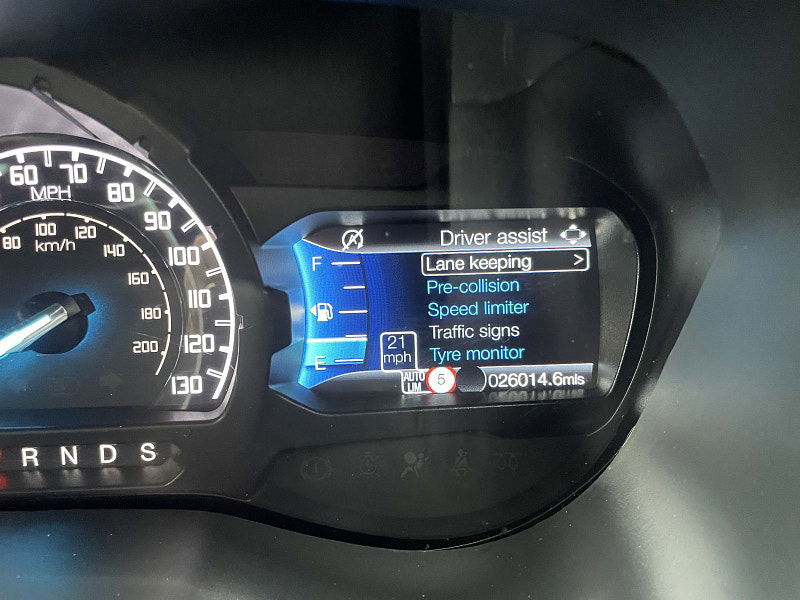 60 70 80 90 100 110 120 130
MPH
80 100 120 140 160 180 200
km/h
R N D S
Driver assist
F
E
Lane keeping >
Pre-collision
Speed limiter
Traffic signs
Tyre monitor
21
mph
AUTO
LIM
5
026014.6mls